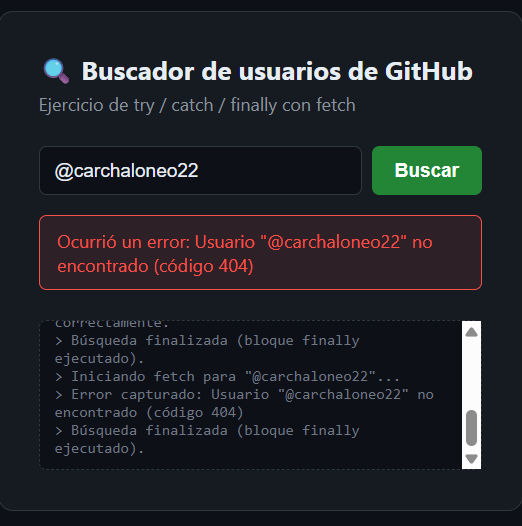 🔍 Buscador de usuarios de GitHub
Ejercicio de try / catch / finally con fetch
@carchaloneo22
Buscar
Ocurrió un error: Usuario "@carchaloneo22" no
encontrado (código 404)
correctamente.
> Búsqueda finalizada (bloque finally
ejecutado).
> Iniciando fetch para "@carchaloneo22"...
> Error capturado: Usuario "@carchaloneo22" no
encontrado (código 404)
> Búsqueda finalizada (bloque finally
ejecutado).